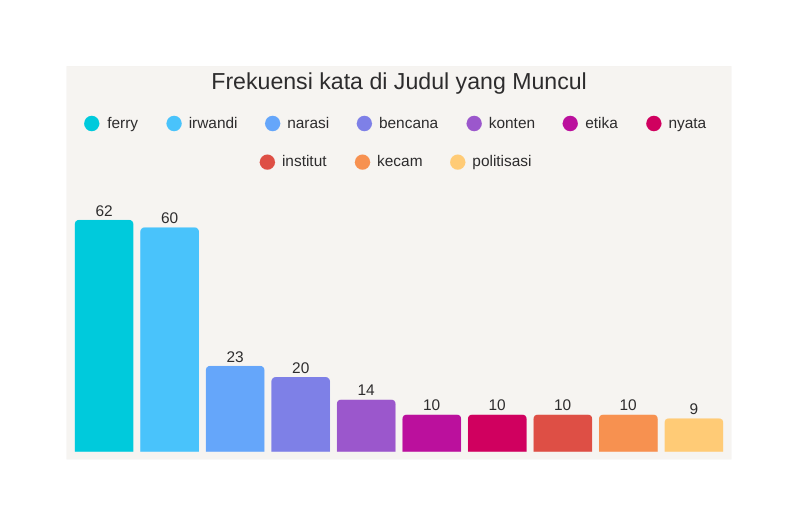 Frekuensi kata di Judul yang Muncul
ferry irwandi narasi bencana konten etika nyata
institut kecam politisasi
62 60 23 20 14 10 10 10 10 9